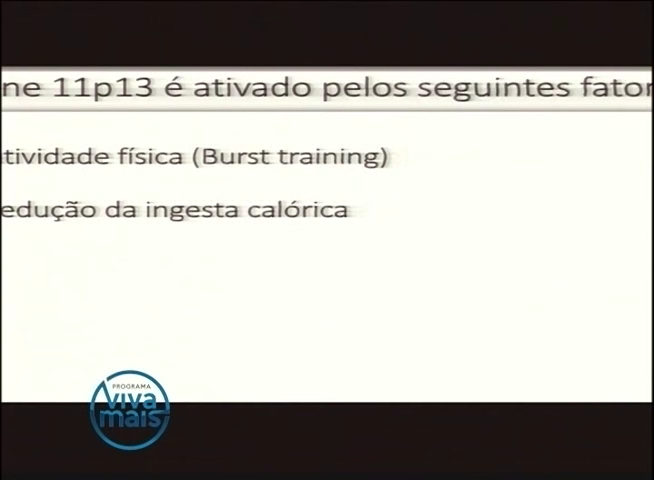 ne 11p13 é ativado pelos seguintes fator
tividade física (Burst training)
edução da ingesta calórica
PROGRAMA
viva
mais